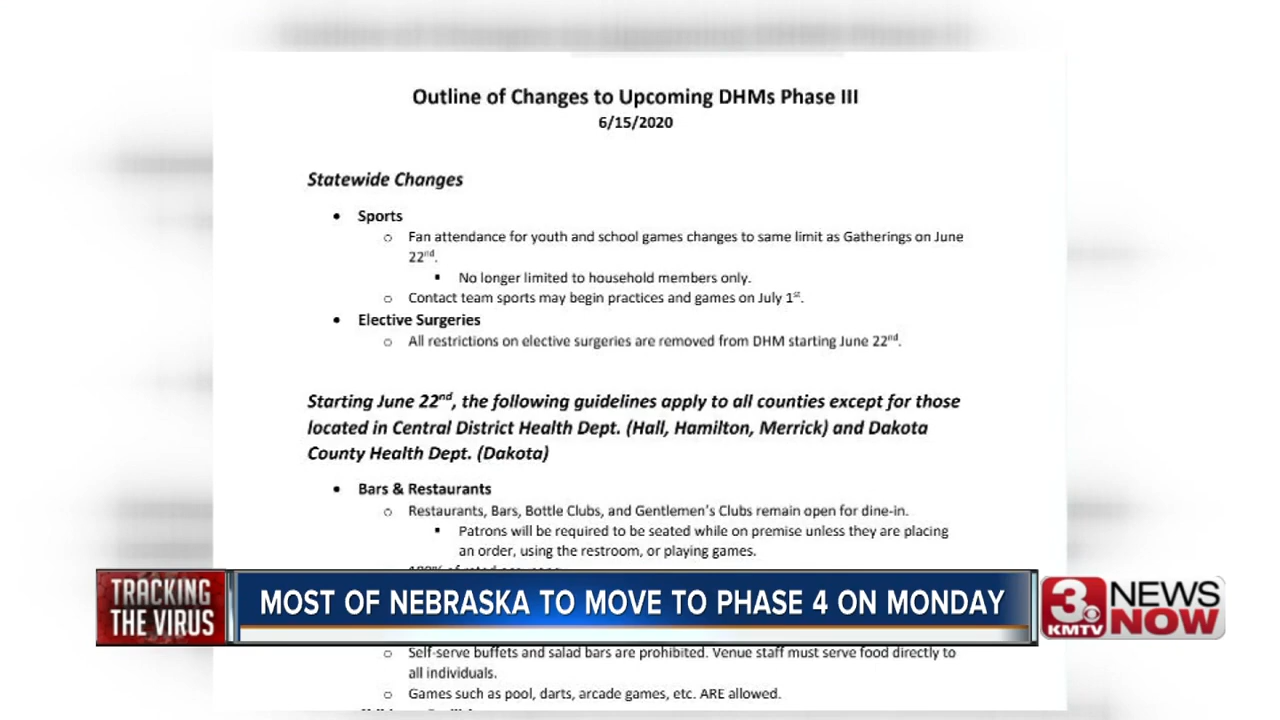 Outline of Changes to Upcoming DHMs Phase III
6/15/2020
Statewide Changes
• Sports
o Fan attendance for youth and school games changes to same limit as Gatherings on June
22nd.
▪ No longer limited to household members only.
o Contact team sports may begin practices and games on July 1st.
• Elective Surgeries
o All restrictions on elective surgeries are removed from DHM starting June 22nd.
Starting June 22nd, the following guidelines apply to all counties except for those
located in Central District Health Dept. (Hall, Hamilton, Merrick) and Dakota
County Health Dept. (Dakota)
• Bars & Restaurants
o Restaurants, Bars, Bottle Clubs, and Gentlemen's Clubs remain open for dine-in.
▪ Patrons will be required to be seated while on premise unless they are placing
an order, using the restroom, or playing games.
TRACKING
THE VIRUS
MOST OF NEBRASKA TO MOVE TO PHASE 4 ON MONDAY
3
KMTV
NEWS
NOW
o Self-serve buffets and salad bars are prohibited. Venue staff must serve food directly to
all individuals.
o Games such as pool, darts, arcade games, etc. ARE allowed.